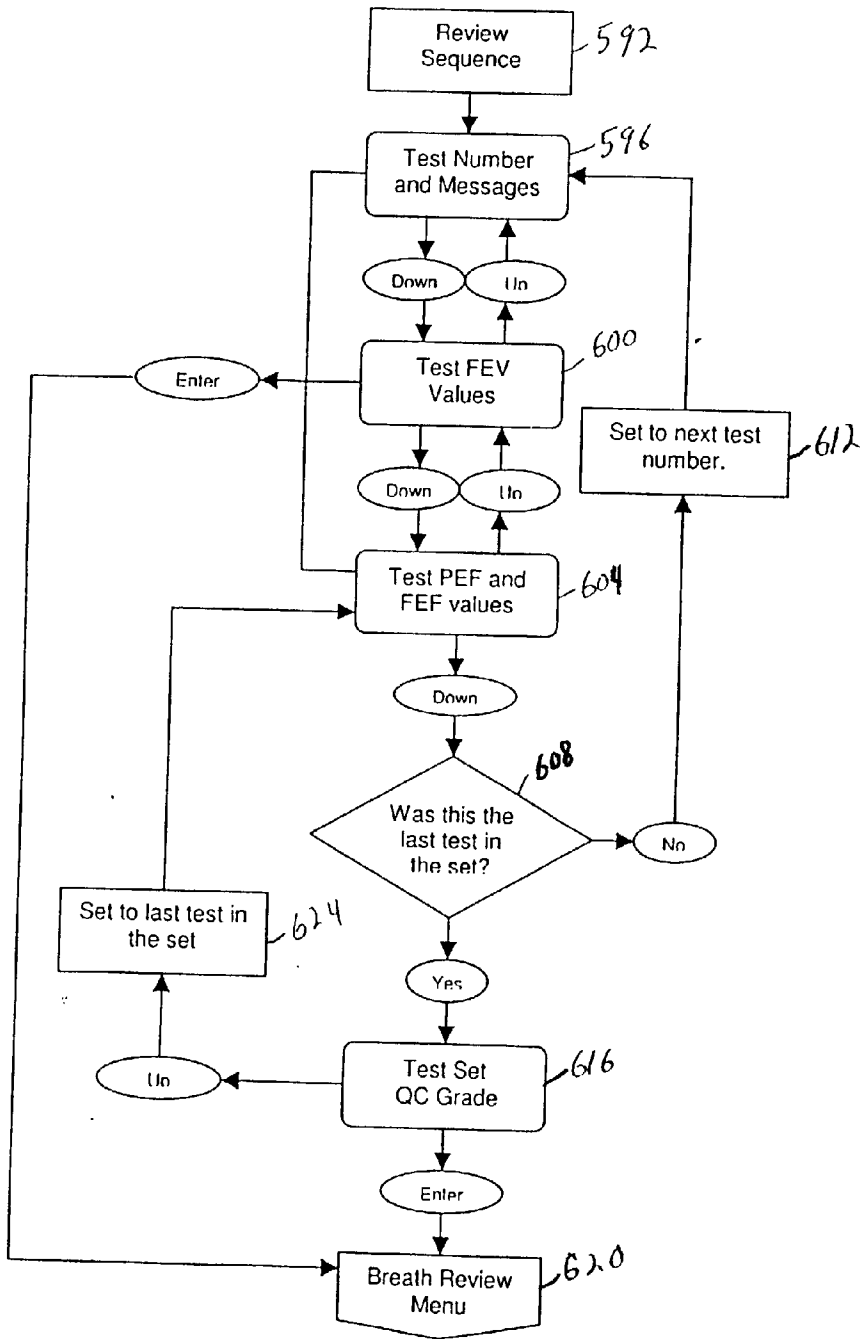 Review
Sequence
592
Test Number
and Messages
596
Down
Up
Test FEV
Values
600
Enter
Set to next test
number.
612
Down
Up
Test PEF and
FEF values
604
Down
608
Was this the
last test in
the set?
No
Set to last test in
the set
624
Yes
Test Set
QC Grade
616
Up
Enter
Breath Review
Menu
620